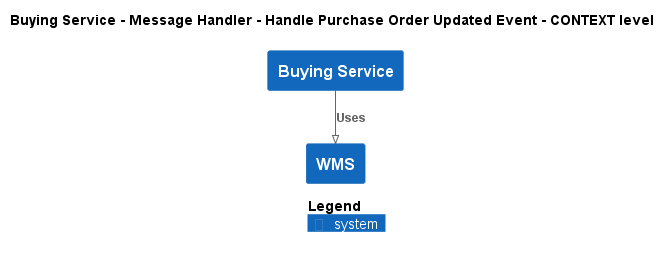 Buying Service - Message Handler - Handle Purchase Order Updated Event - CONTEXT level
Buying Service
Uses
WMS
Legend
system